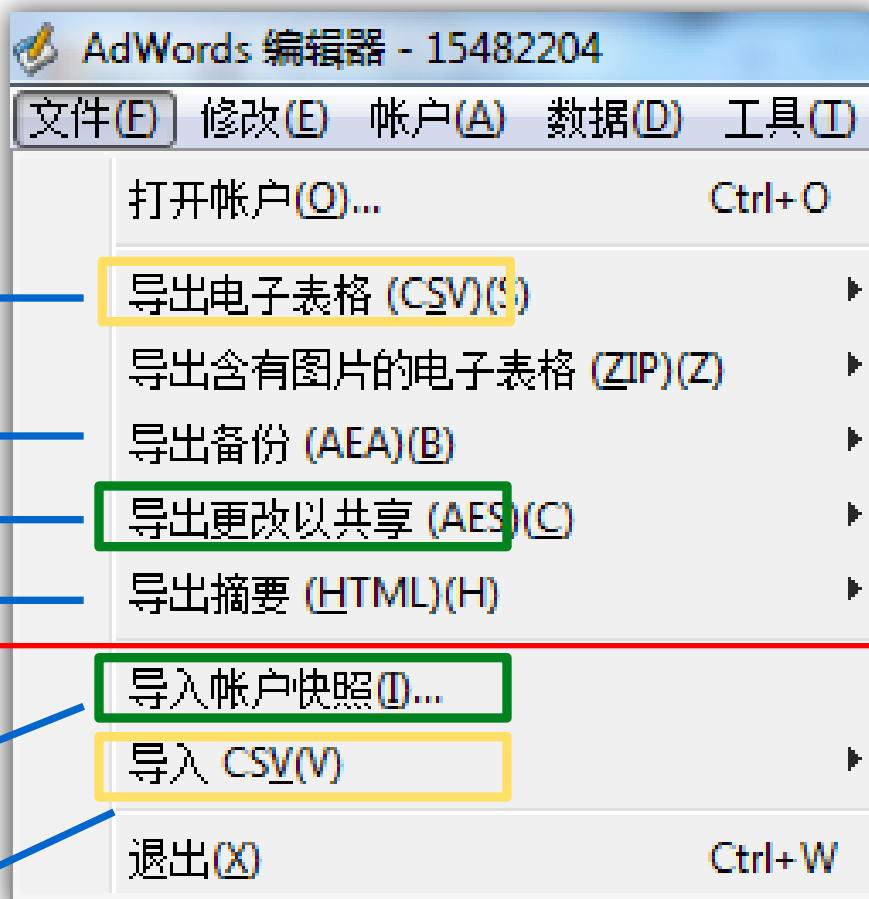 AdWords 编辑器 - 15482204
文件(F) 修改(E) 帐户(A) 数据(D) 工具(T)
打开帐户(O)... Ctrl+O
导出电子表格 (CSV)(S)
导出含有图片的电子表格 (ZIP)(Z)
导出备份 (AEA)(B)
导出更改以共享 (AES)(C)
导出摘要 (HTML)(H)
导入帐户快照(I)...
导入 CSV(V)
退出(X) Ctrl+W